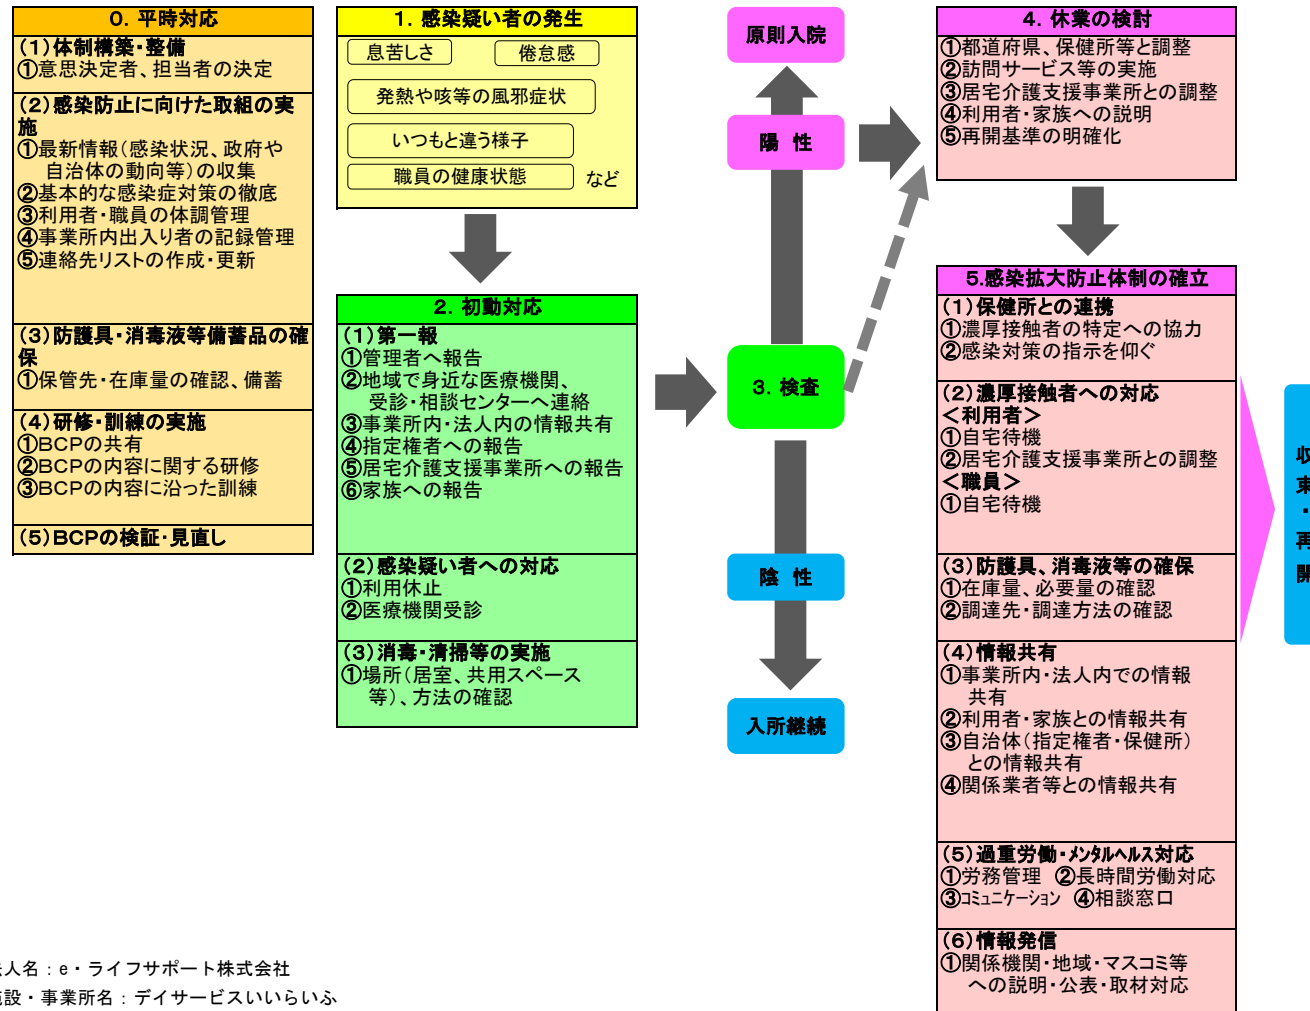 0．平時対応
（1）体制構築・整備
①意思決定者、担当者の決定
（2）感染防止に向けた取組の実
施
①最新情報（感染状況、政府や
自治体の動向等）の収集
②基本的な感染症対策の徹底
③利用者・職員の体調管理
④事業所内出入り者の記録管理
⑤連絡先リストの作成・更新
（3）防護具・消毒液等備蓄品の確
保
①保管先・在庫量の確認、備蓄
（4）研修・訓練の実施
①BCPの共有
②BCPの内容に関する研修
③BCPの内容に沿った訓練
（5）BCPの検証・見直し
1．感染疑い者の発生
息苦しさ
倦怠感
発熱や咳等の風邪症状
いつもと違う様子
職員の健康状態
など
2．初動対応
（1）第一報
①管理者へ報告
②地域で身近な医療機関、
受診・相談センターへ連絡
③事業所内・法人内の情報共有
④指定権者への報告
⑤居宅介護支援事業所への報告
⑥家族への報告
（2）感染疑い者への対応
①利用休止
②医療機関受診
（3）消毒・清掃等の実施
①場所（居室、共用スペース
等）、方法の確認
原則入院
陽 性
3．検査
陰 性
入所継続
4．休業の検討
①都道府県、保健所等と調整
②訪問サービス等の実施
③居宅介護支援事業所との調整
④利用者・家族への説明
⑤再開基準の明確化
5.感染拡大防止体制の確立
（1）保健所との連携
①濃厚接触者の特定への協力
②感染対策の指示を仰ぐ
（2）濃厚接触者への対応
＜利用者＞
①自宅待機
②居宅介護支援事業所との調整
＜職員＞
①自宅待機
（3）防護具、消毒液等の確保
①在庫量、必要量の確認
②調達先・調達方法の確認
（4）情報共有
①事業所内・法人内での情報
共有
②利用者・家族との情報共有
③自治体（指定権者・保健所）
との情報共有
④関係業者等との情報共有
（5）過重労働・メンタルヘルス対応
①労務管理 ②長時間労働対応
③コミュニケーション ④相談窓口
（6）情報発信
①関係機関・地域・マスコミ等
への説明・公表・取材対応
収
束
・
再
開
法人名：e・ライフサポート株式会社
施設・事業所名：デイサービスいいらいふ